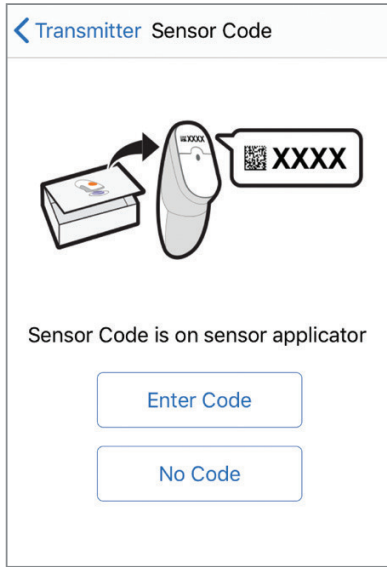 Transmitter Sensor Code
XXXX
XXXX
Sensor Code is on sensor applicator
Enter Code
No Code